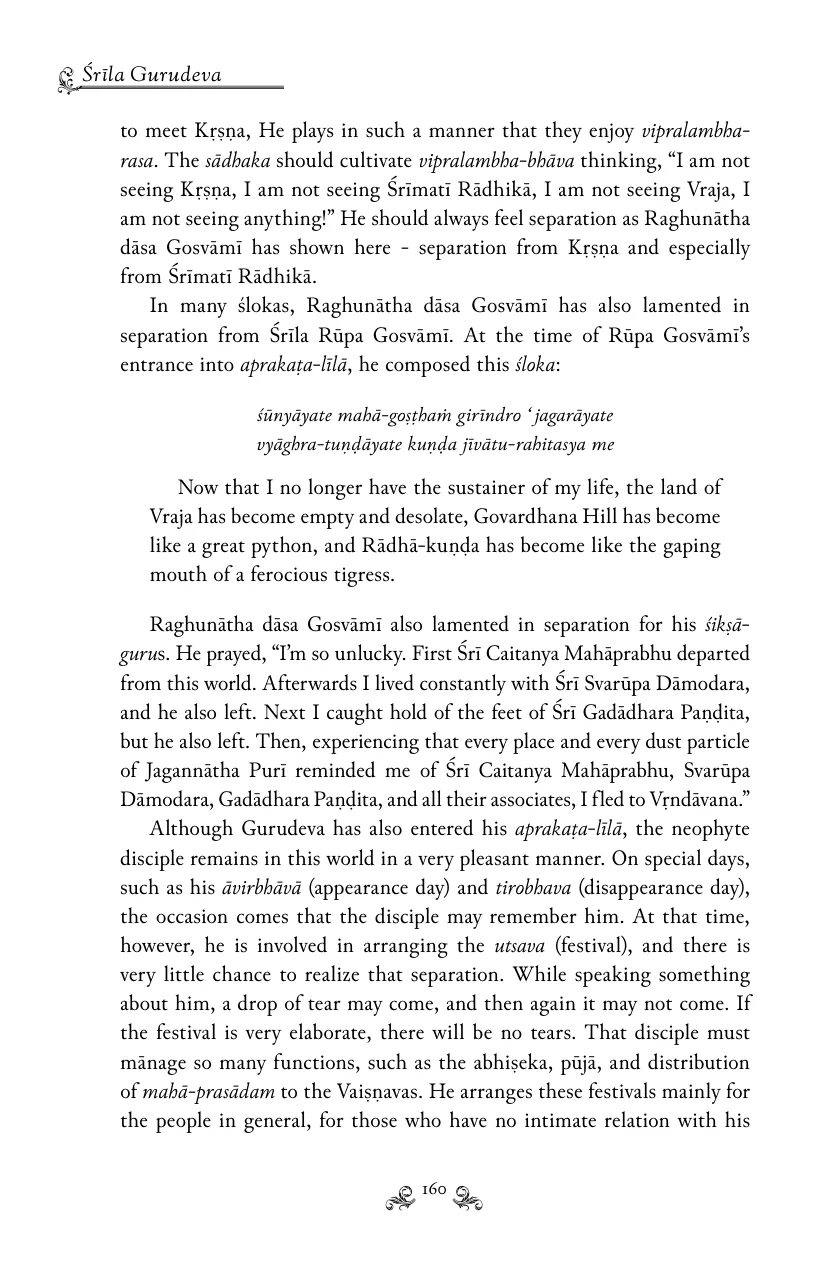 Śrīla Gurudeva
to meet Kṛṣṇa, He plays in such a manner that they enjoy vipralambha-
rasa. The sādhaka should cultivate vipralambha-bhāva thinking, “I am not
seeing Kṛṣṇa, I am not seeing Śrīmatī Rādhikā, I am not seeing Vraja, I
am not seeing anything!” He should always feel separation as Raghunātha
dāsa Gosvāmī has shown here - separation from Kṛṣṇa and especially
from Śrīmatī Rādhikā.
In many ślokas, Raghunātha dāsa Gosvāmī has also lamented in
separation from Śrīla Rūpa Gosvāmī. At the time of Rūpa Gosvāmī’s
entrance into aprakaṭa-līlā, he composed this śloka:
śūnyāyate mahā-goṣṭhaṁ girīndro ‘jagarāyate
vyāghra-tuṇḍāyate kuṇḍa jīvātu-rahitasya me
Now that I no longer have the sustainer of my life, the land of
Vraja has become empty and desolate, Govardhana Hill has become
like a great python, and Rādhā-kuṇḍa has become like the gaping
mouth of a ferocious tigress.
Raghunātha dāsa Gosvāmī also lamented in separation for his śikṣā-
gurus. He prayed, “I’m so unlucky. First Śrī Caitanya Mahāprabhu departed
from this world. Afterwards I lived constantly with Śrī Svarūpa Dāmodara,
and he also left. Next I caught hold of the feet of Śrī Gadādhara Paṇḍita,
but he also left. Then, experiencing that every place and every dust particle
of Jagannātha Purī reminded me of Śrī Caitanya Mahāprabhu, Svarūpa
Dāmodara, Gadādhara Paṇḍita, and all their associates, I fled to Vṛndāvana.”
Although Gurudeva has also entered his aprakaṭa-līlā, the neophyte
disciple remains in this world in a very pleasant manner. On special days,
such as his āvirbhāvā (appearance day) and tirobhava (disappearance day),
the occasion comes that the disciple may remember him. At that time,
however, he is involved in arranging the utsava (festival), and there is
very little chance to realize that separation. While speaking something
about him, a drop of tear may come, and then again it may not come. If
the festival is very elaborate, there will be no tears. That disciple must
mānage so many functions, such as the abhiṣeka, pūjā, and distribution
of mahā-prasādam to the Vaiṣṇavas. He arranges these festivals mainly for
the people in general, for those who have no intimate relation with his
160